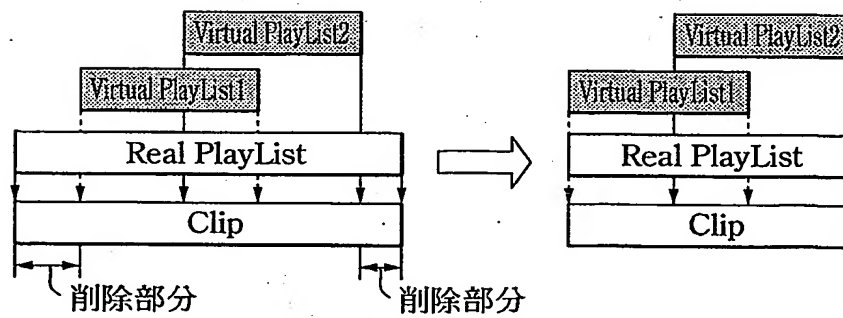 Virtual PlayList2
Virtual PlayList1
Real PlayList
Clip
削除部分
削除部分
Virtual PlayList2
Virtual PlayList1
Real PlayList
Clip